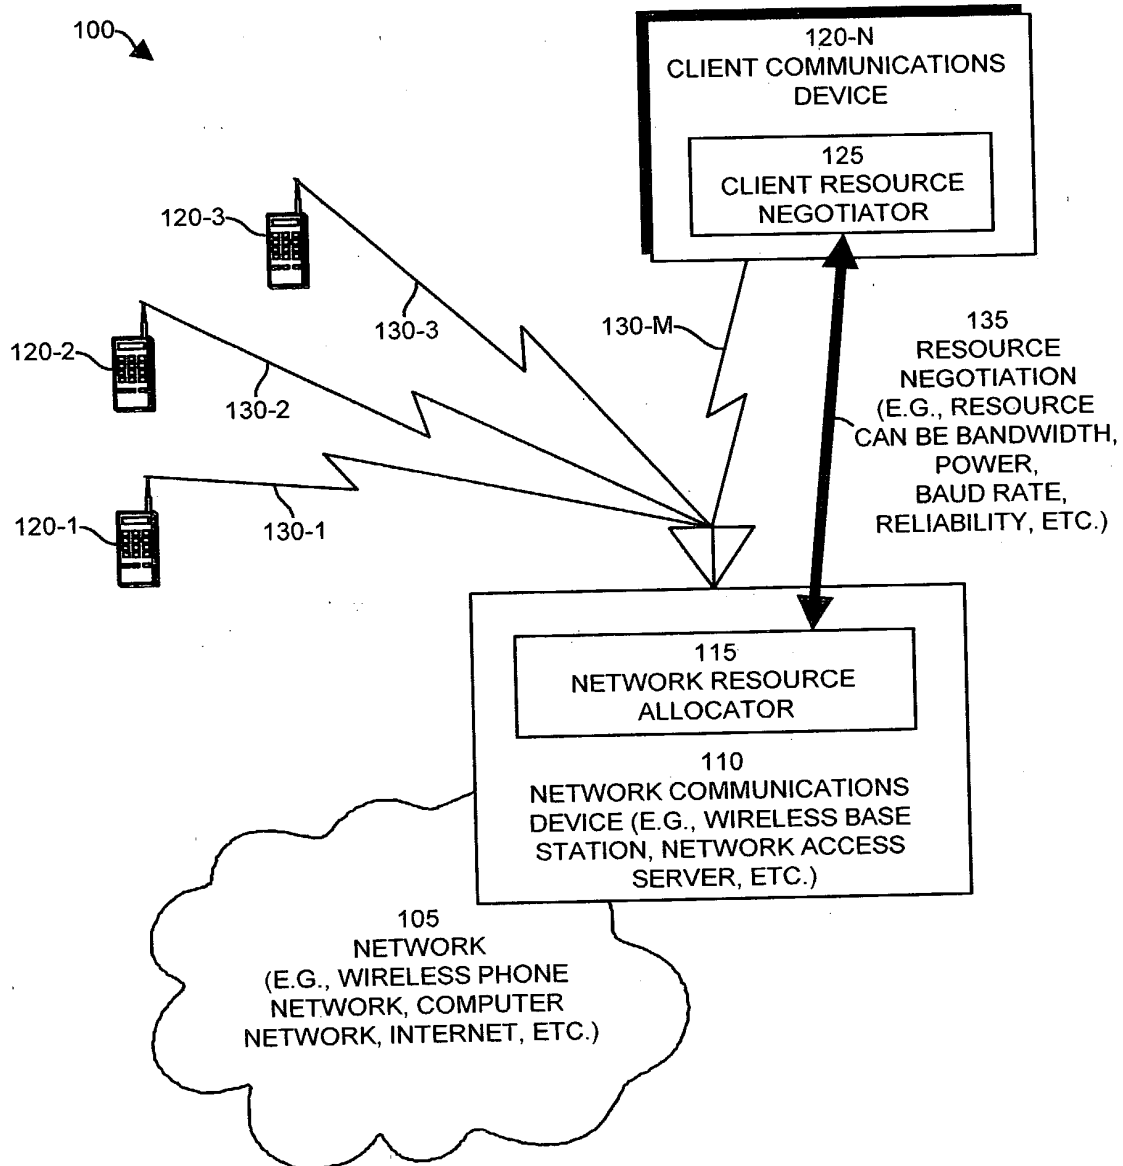 100
120-N
CLIENT COMMUNICATIONS
DEVICE
125
CLIENT RESOURCE
NEGOTIATOR
120-3
130-3
130-M
135
RESOURCE
NEGOTIATION
(E.G., RESOURCE
CAN BE BANDWIDTH,
POWER,
BAUD RATE,
RELIABILITY, ETC.)
120-2
130-2
120-1
130-1
115
NETWORK RESOURCE
ALLOCATOR
110
NETWORK COMMUNICATIONS
DEVICE (E.G., WIRELESS BASE
STATION, NETWORK ACCESS
SERVER, ETC.)
105
NETWORK
(E.G., WIRELESS PHONE
NETWORK, COMPUTER
NETWORK, INTERNET, ETC.)